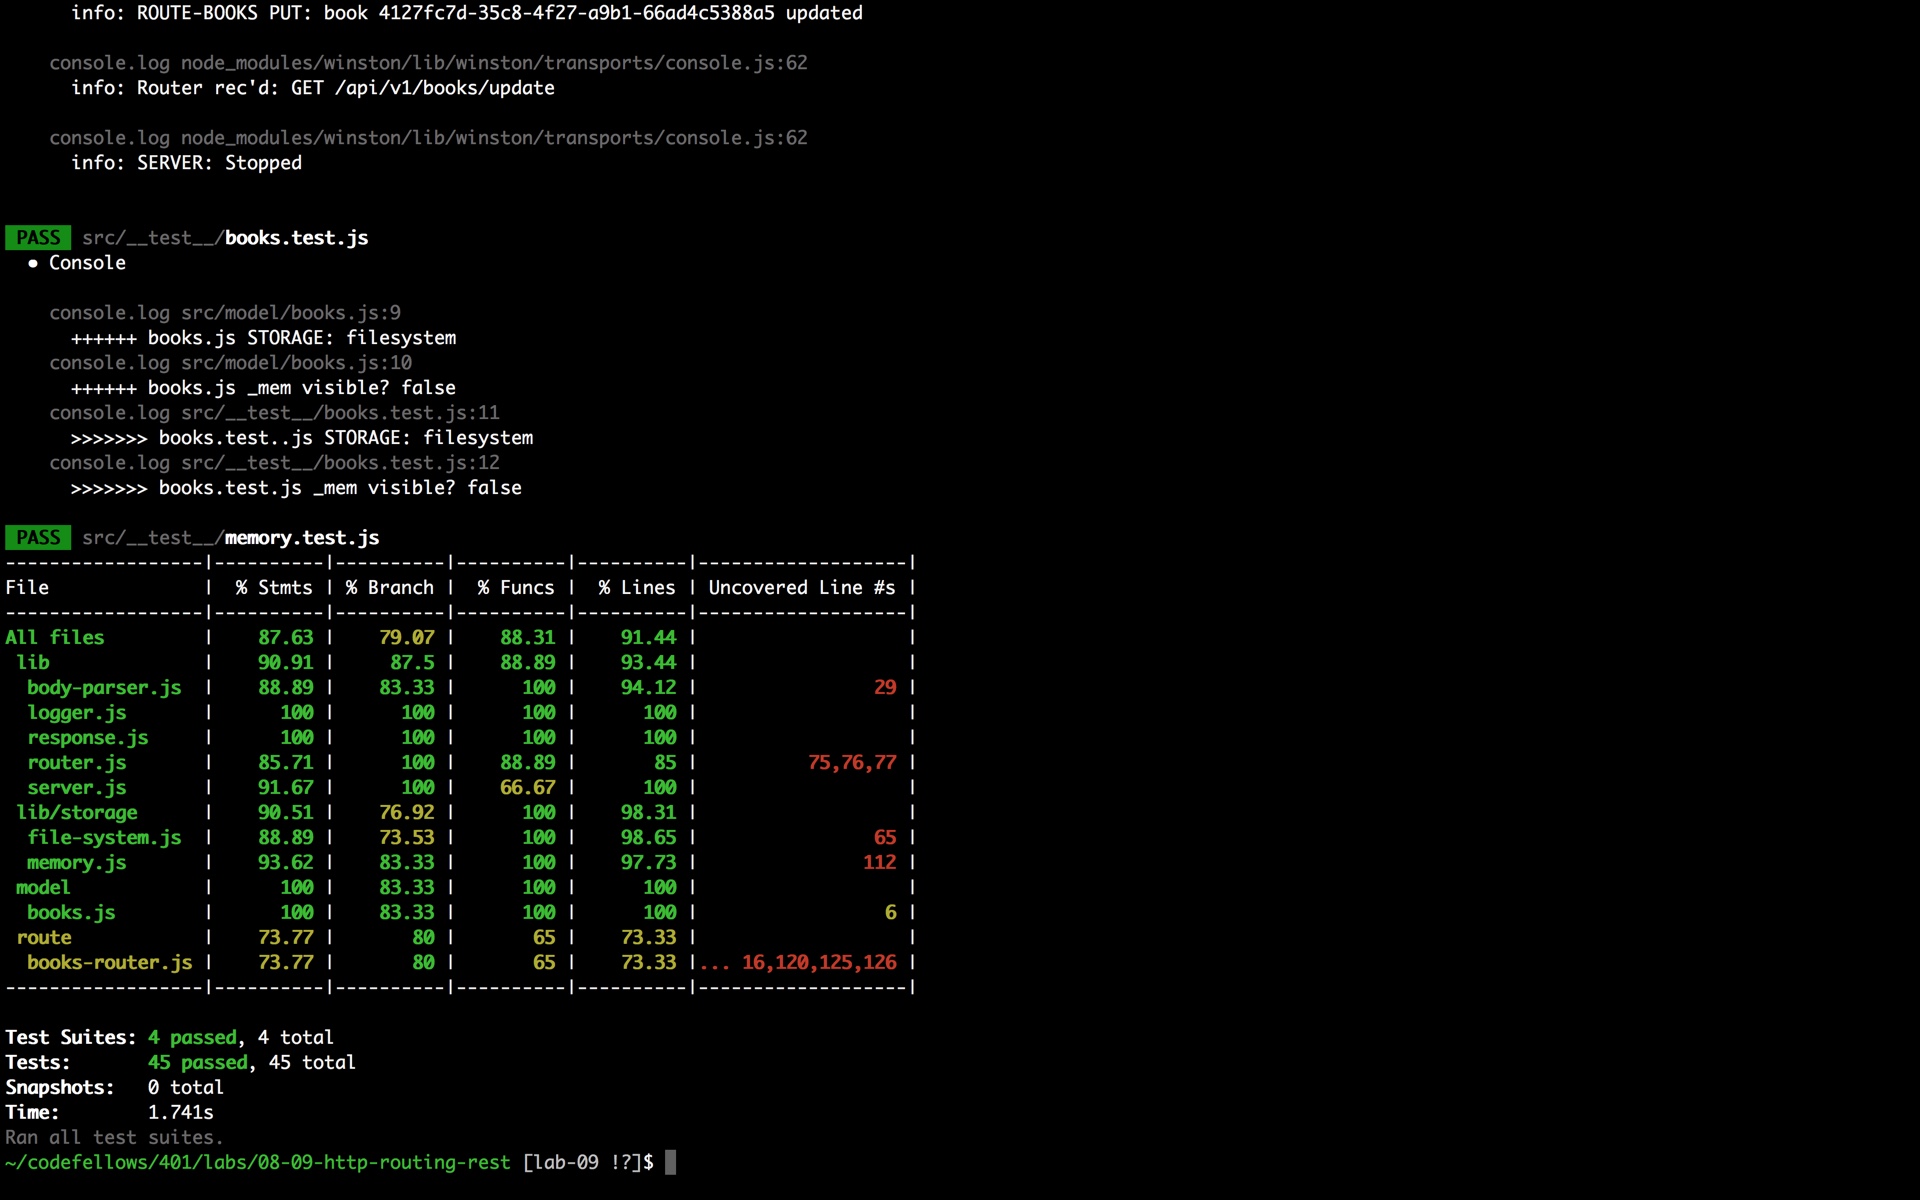 info: ROUTE-BOOKS PUT: book 4127fc7d-35c8-4f27-a9b1-66ad4c5388a5 updated
console.log node_modules/winston/lib/winston/transports/console.js:62
info: Router rec'd: GET /api/v1/books/update
console.log node_modules/winston/lib/winston/transports/console.js:62
info: SERVER: Stopped
PASS src/__test__/books.test.js
• Console
console.log src/model/books.js:9
++++++ books.js STORAGE: filesystem
console.log src/model/books.js:10
++++++ books.js _mem visible? false
console.log src/__test__/books.test.js:11
>>>>>>> books.test..js STORAGE: filesystem
console.log src/__test__/books.test.js:12
>>>>>>> books.test.js _mem visible? false
PASS src/__test__/memory.test.js
------------------|----------|----------|----------|----------|-------------------|
File | % Stmts | % Branch | % Funcs | % Lines | Uncovered Line #s |
------------------|----------|----------|----------|----------|-------------------|
All files | 87.63 | 79.07 | 88.31 | 91.44 | |
lib | 90.91 | 87.5 | 88.89 | 93.44 | |
body-parser.js | 88.89 | 83.33 | 100 | 94.12 | 29 |
logger.js | 100 | 100 | 100 | 100 | |
response.js | 100 | 100 | 100 | 100 | |
router.js | 85.71 | 100 | 88.89 | 85 | 75,76,77 |
server.js | 91.67 | 100 | 66.67 | 100 | |
lib/storage | 90.51 | 76.92 | 100 | 98.31 | |
file-system.js | 88.89 | 73.53 | 100 | 98.65 | 65 |
memory.js | 93.62 | 83.33 | 100 | 97.73 | 112 |
model | 100 | 83.33 | 100 | 100 | |
books.js | 100 | 83.33 | 100 | 100 | 6 |
route | 73.77 | 80 | 65 | 73.33 | |
books-router.js | 73.77 | 80 | 65 | 73.33 |... 16,120,125,126 |
------------------|----------|----------|----------|----------|-------------------|
Test Suites: 4 passed, 4 total
Tests: 45 passed, 45 total
Snapshots: 0 total
Time: 1.741s
Ran all test suites.
~/codefellows/401/labs/08-09-http-routing-rest [lab-09 !?]$